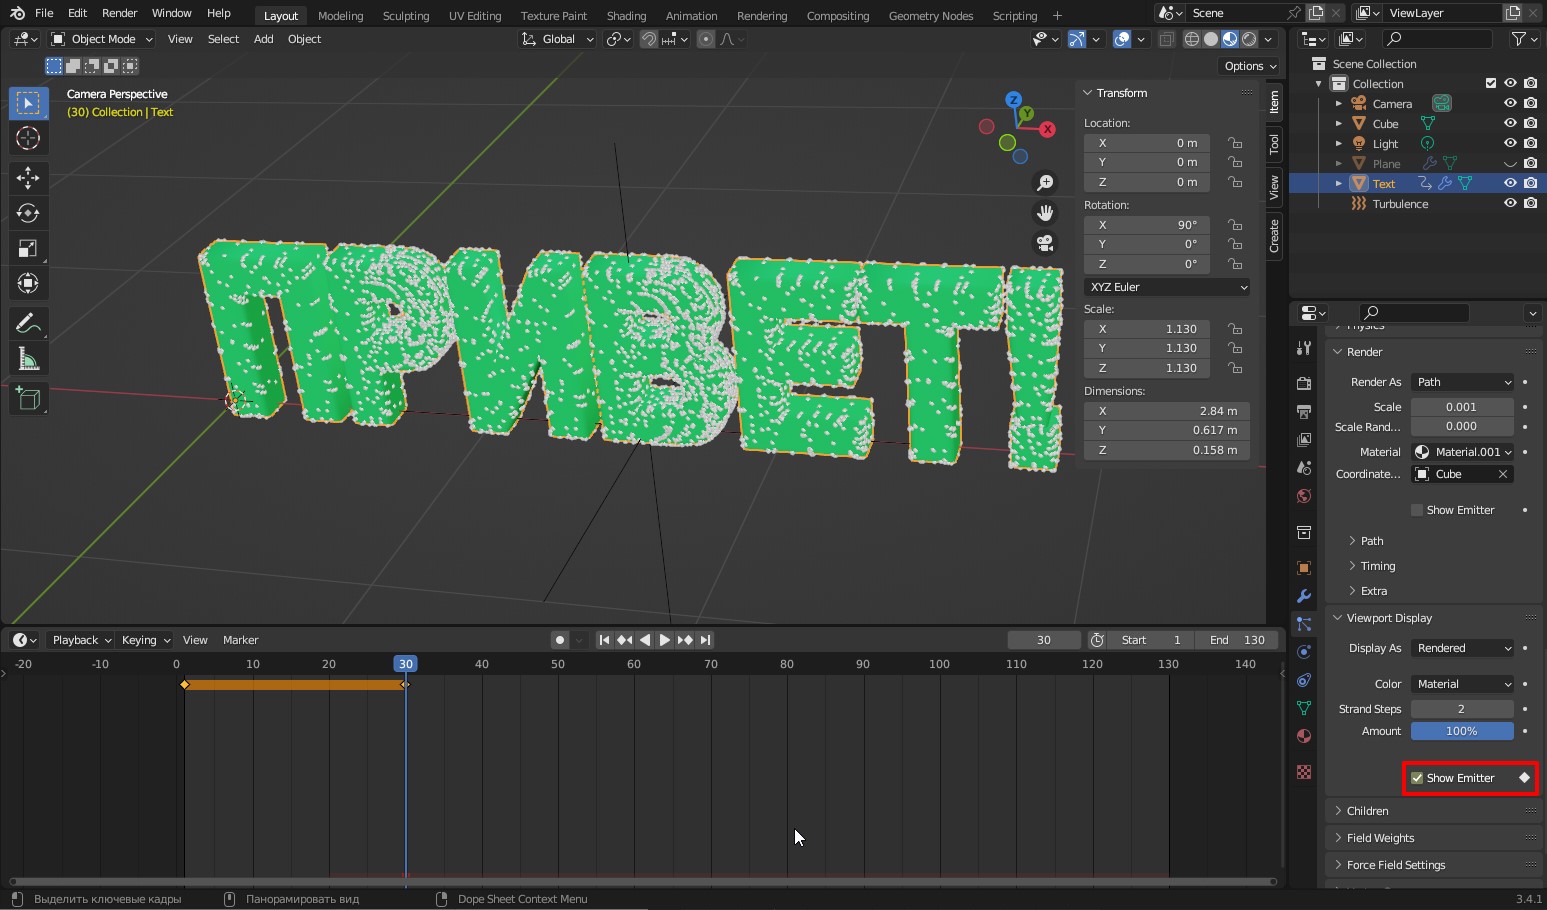 File Edit Render Window Help Layout Modeling Sculpting UV Editing Texture Paint Shading Animation Rendering Compositing Geometry Nodes Scripting + Scene ViewLayer
Object Mode View Select Add Object Global
Options
Camera Perspective
(30) Collection | Text
Z
Y
X
ПРИВЕТ!
Transform
Location:
X 0 m
Y 0 m
Z 0 m
Rotation:
X 90°
Y 0°
Z 0°
XYZ Euler
Scale:
X 1.130
Y 1.130
Z 1.130
Dimensions:
X 2.84 m
Y 0.617 m
Z 0.158 m
Item
Tool
View
Create
Scene Collection
Collection
Camera
Cube
Light
Plane
Text
Turbulence
Physics
Render
Render As Path
Scale 0.001
Scale Rand... 0.000
Material Material.001
Coordinate... Cube
Show Emitter
Path
Timing
Extra
Viewport Display
Display As Rendered
Color Material
Strand Steps 2
Amount 100%
Show Emitter
Children
Field Weights
Force Field Settings
Playback Keying View Marker 30 Start 1 End 130
-20 -10 0 10 20 30 40 50 60 70 80 90 100 110 120 130 140
Выделить ключевые кадры Панорамировать вид Dope Sheet Context Menu 3.4.1